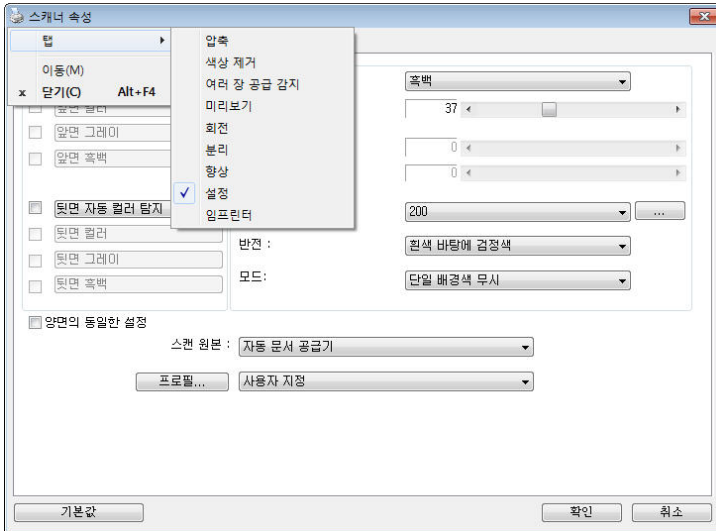 스캐너 속성
탭
이동(M)
x 닫기(C) Alt+F4
압축
색상 제거
여러 장 공급 감지
미리보기
회전
분리
향상
설정
임프린터
흑백
37
앞면 컬러
앞면 그레이
0
앞면 흑백
0
뒷면 자동 컬러 탐지
200
...
뒷면 컬러
반전 :
흰색 바탕에 검정색
뒷면 그레이
모드:
단일 배경색 무시
뒷면 흑백
양면의 동일한 설정
스캔 원본 : 자동 문서 공급기
프로필... 사용자 지정
기본값 확인 취소